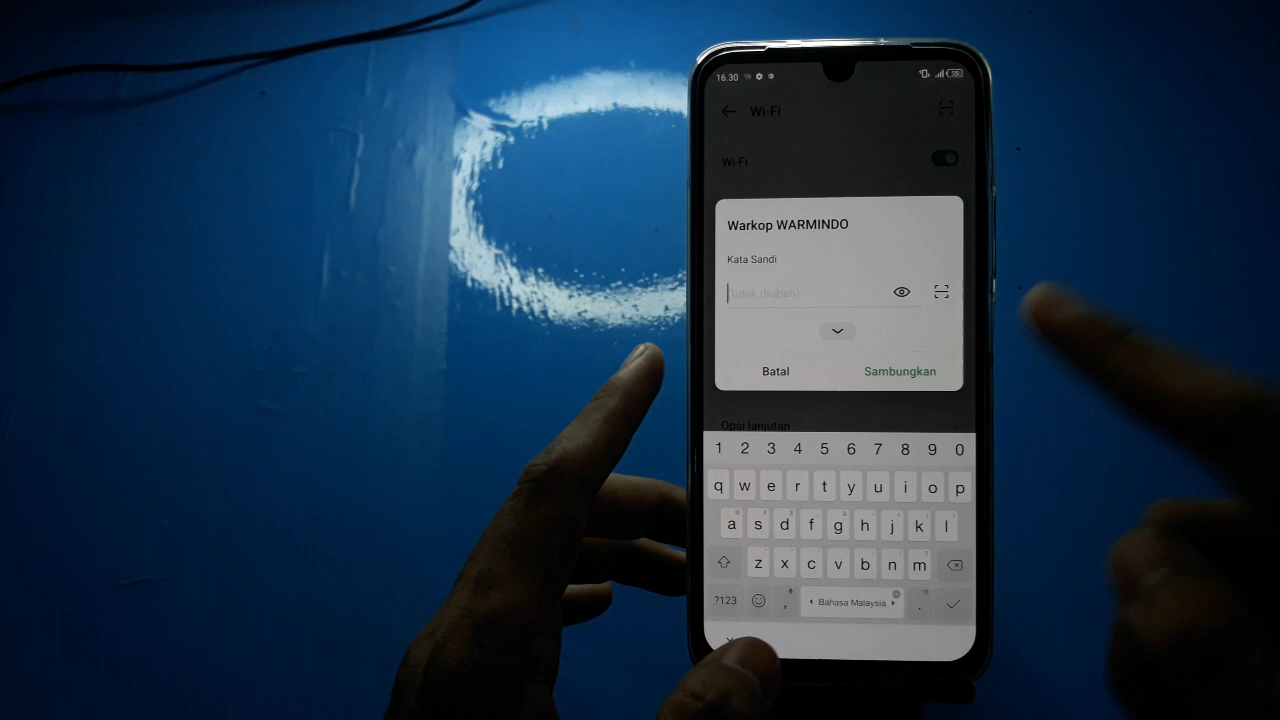 16.30
Wi-Fi
Wi-Fi
Warkop WARMINDO
Kata Sandi
(tidak diubah)
Batal Sambungkan
Opsi lanjutan
1 2 3 4 5 6 7 8 9 0
q w e r t y u i o p
a s d f g h j k l
z x c v b n m
?123 , Bahasa Malaysia .